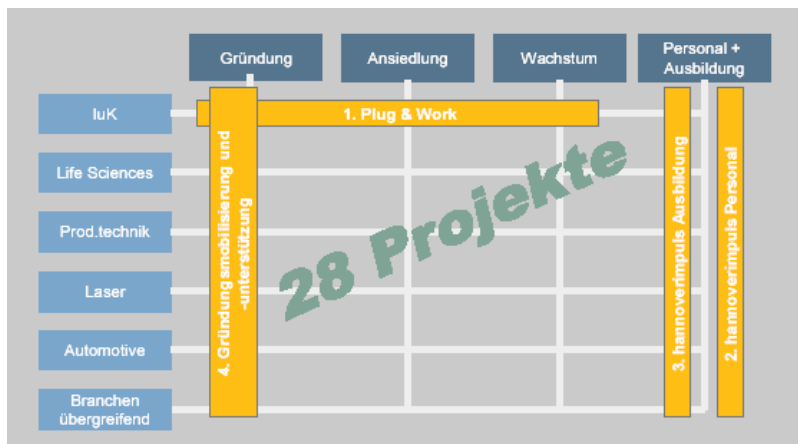 Gründung
Ansiedlung
Wachstum
Personal +
Ausbildung
IuK
1. Plug & Work
Life Sciences
Prod.technik
Laser
Automotive
Branchen
übergreifend
4. Gründungsmobilisierung und
-unterstützung
28 Projekte
3. hannoverimpuls Ausbildung
2. hannoverimpuls Personal